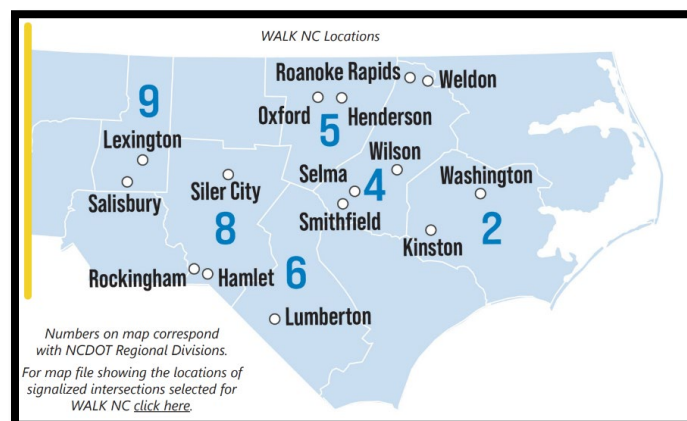 WALK NC Locations
Roanoke Rapids
Weldon
9
Oxford
Henderson
5
Lexington
Wilson
Selma
4
Washington
Salisbury
Siler City
Smithfield
8
Kinston
2
Rockingham
Hamlet
6
Lumberton
Numbers on map correspond
with NCDOT Regional Divisions.
For map file showing the locations of
signalized intersections selected for
WALK NC click here.